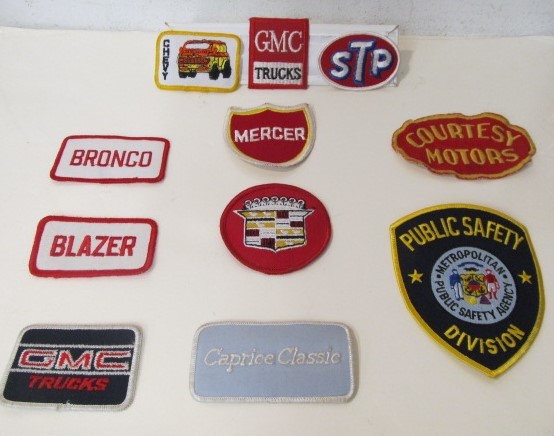 CHEVY
GMC
TRUCKS
STP
MERCER
COURTESY
MOTORS
BRONCO
BLAZER
PUBLIC SAFETY
METROPOLITAN
PUBLIC SAFETY AGENCY
DIVISION
GMC
TRUCKS
Caprice Classic